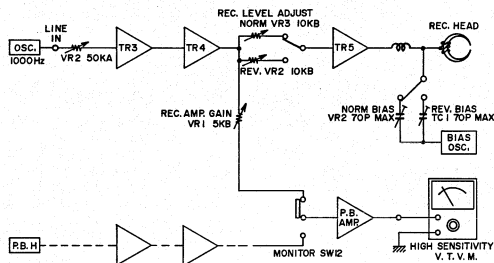 REC. LEVEL ADJUST
NORM VR3 10KB
REC. HEAD
LINE
IN
OSC.
1000Hz
VR2 50KA
TR3
TR4
TR5
REV. VR2 10KB
REC. AMP. GAIN
VR1 5KB
NORM BIAS
VR2 70P MAX
REV. BIAS
TC1 70P MAX
BIAS
OSC.
P.B.
AMP.
P.B.H
MONITOR SW12
HIGH SENSITIVITY
V. T. V. M.